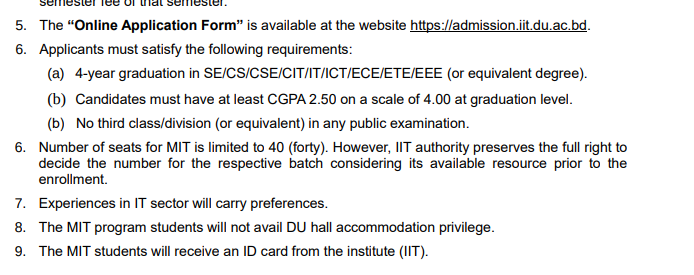 semester fee of that semester.
5. The “Online Application Form” is available at the website https://admission.iit.du.ac.bd.
6. Applicants must satisfy the following requirements:
(a) 4-year graduation in SE/CS/CSE/CIT/IT/ICT/ECE/ETE/EEE (or equivalent degree).
(b) Candidates must have at least CGPA 2.50 on a scale of 4.00 at graduation level.
(b) No third class/division (or equivalent) in any public examination.
6. Number of seats for MIT is limited to 40 (forty). However, IIT authority preserves the full right to
decide the number for the respective batch considering its available resource prior to the
enrollment.
7. Experiences in IT sector will carry preferences.
8. The MIT program students will not avail DU hall accommodation privilege.
9. The MIT students will receive an ID card from the institute (IIT).